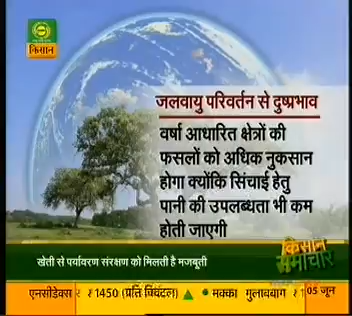 किसान
जलवायु परिवर्तन से दुष्प्रभाव
वर्षा आधारित क्षेत्रों की
फसलों को अधिक नुकसान
होगा क्योंकि सिंचाई हेतु
पानी की उपलब्धता भी कम
होती जाएगी
किसान
समाचार
खेती से पर्यावरण संरक्षण को मिलती है मजबूती
एनसीडेक्स ₹1450 (प्रति क्विंटल) ▲ • मक्का गुलाबबाग ₹1 05 जून